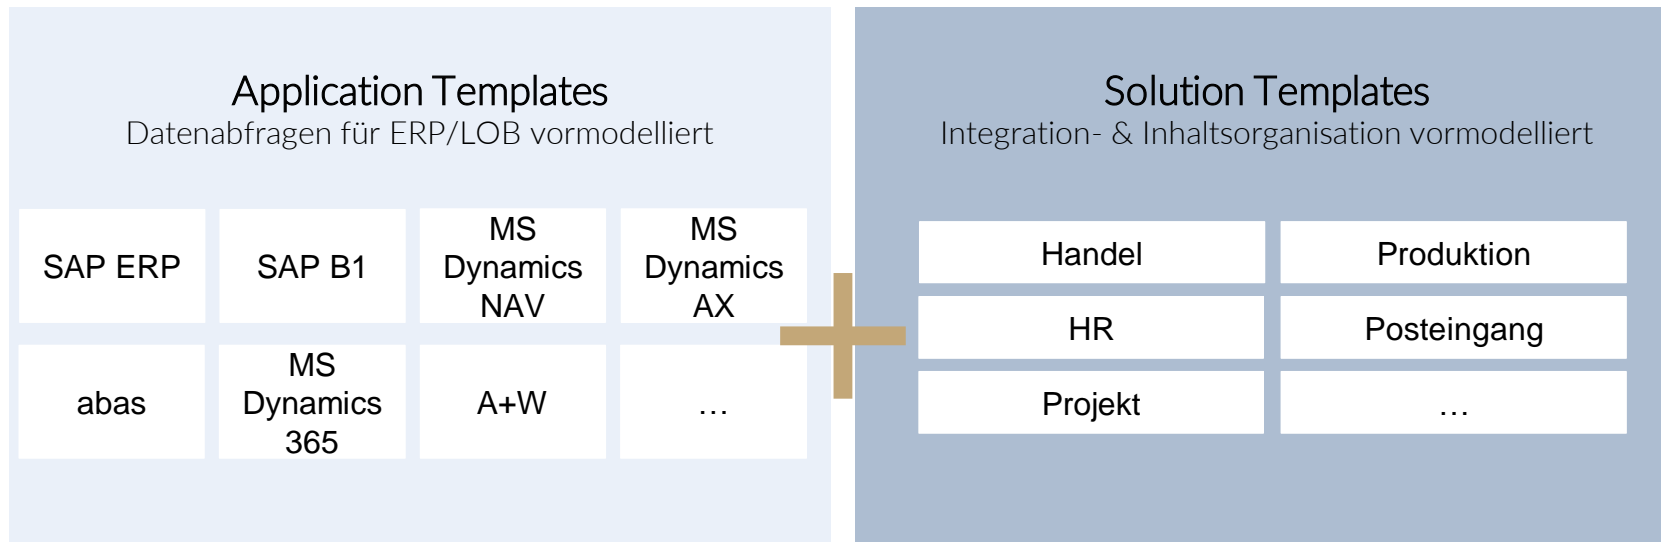 Application Templates
Datenabfragen für ERP/LOB vormodelliert
SAP ERP
SAP B1
MS
Dynamics
NAV
MS
Dynamics
AX
abas
MS
Dynamics
365
A+W
…
Solution Templates
Integration- & Inhaltsorganisation vormodelliert
Handel
Produktion
HR
Posteingang
Projekt
…